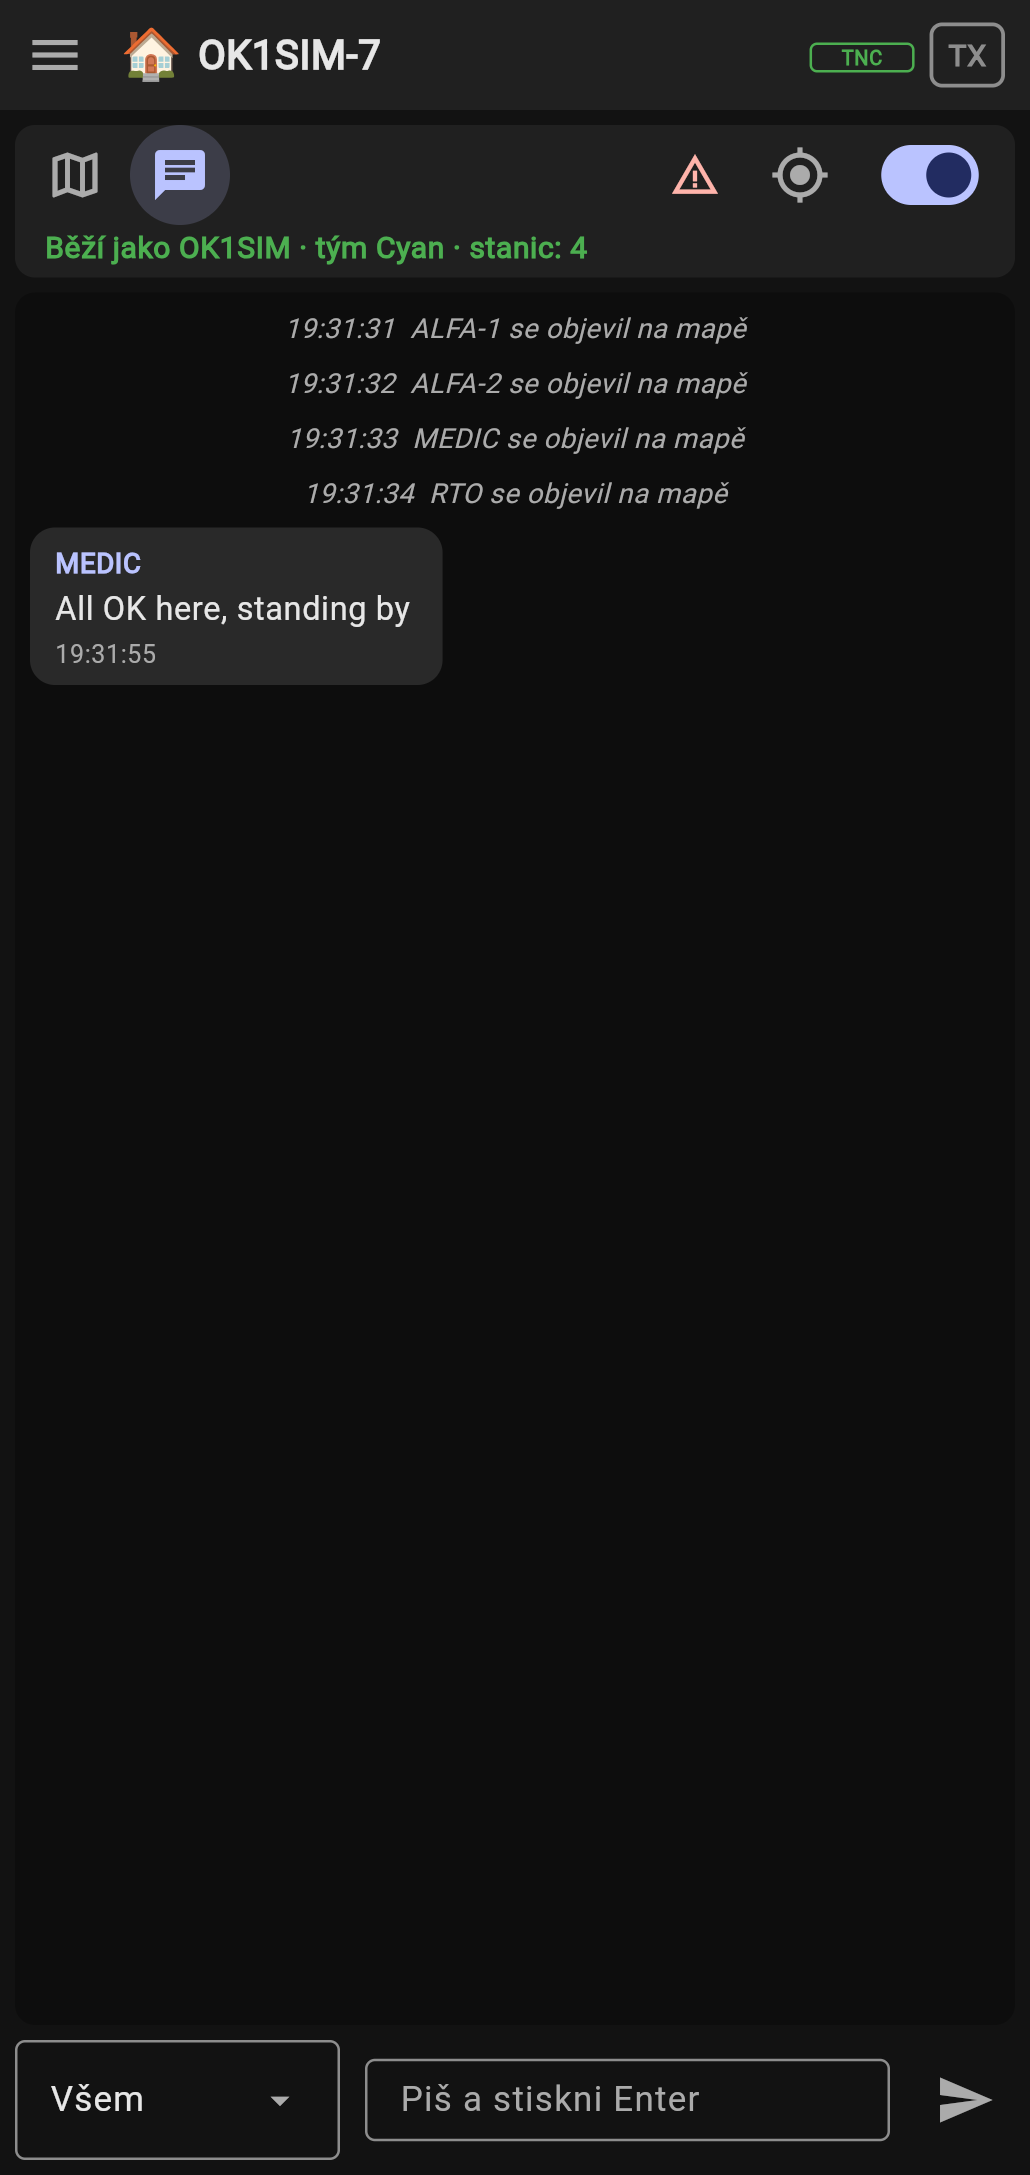 OK1SIM-7
TNC
TX
Běží jako OK1SIM · tým Cyan · stanic: 4
19:31:31 ALFA-1 se objevil na mapě
19:31:32 ALFA-2 se objevil na mapě
19:31:33 MEDIC se objevil na mapě
19:31:34 RTO se objevil na mapě
MEDIC
All OK here, standing by
19:31:55
Všem
Piš a stiskni Enter